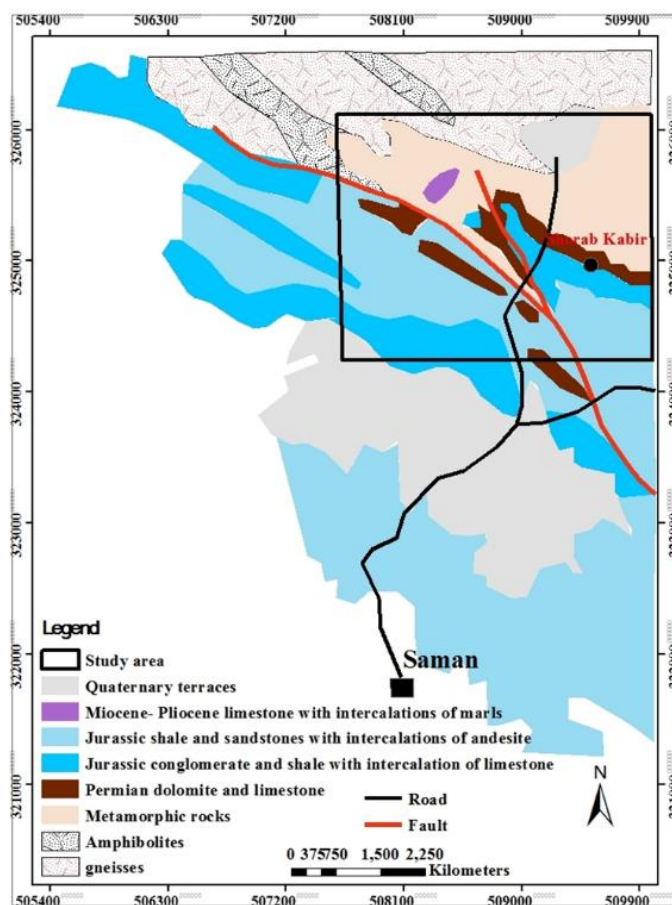 505400 506300 507200 508100 509000 509900
326000
325000
324000
323000
322000
321000
Kabir
Saman
Legend
Study area
Quaternary terraces
Miocene- Pliocene limestone with intercalations of marls
Jurassic shale and sandstones with intercalations of andesite
Jurassic conglomerate and shale with intercalation of limestone
Permian dolomite and limestone
Metamorphic rocks
Amphibolites
gneisses
Road
Fault
N
0 375750 1,500 2,250
Kilometers
505400 506300 507200 508100 509000 509900